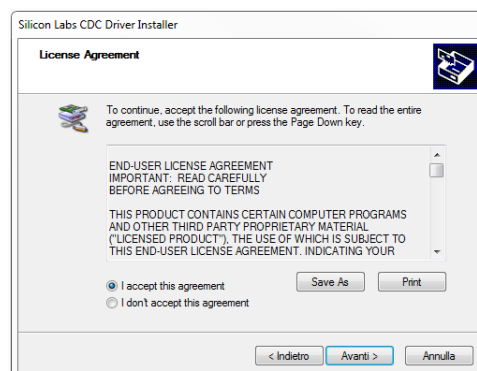 Silicon Labs CDC Driver Installer
License Agreement
To continue, accept the following license agreement. To read the entire
agreement, use the scroll bar or press the Page Down key.
END-USER LICENSE AGREEMENT
IMPORTANT: READ CAREFULLY
BEFORE AGREEING TO TERMS
THIS PRODUCT CONTAINS CERTAIN COMPUTER PROGRAMS
AND OTHER THIRD PARTY PROPRIETARY MATERIAL
("LICENSED PRODUCT"), THE USE OF WHICH IS SUBJECT TO
THIS END-USER LICENSE AGREEMENT. INDICATING YOUR
I accept this agreement
Save As
Print
I don't accept this agreement
< Indietro
Avanti >
Annulla